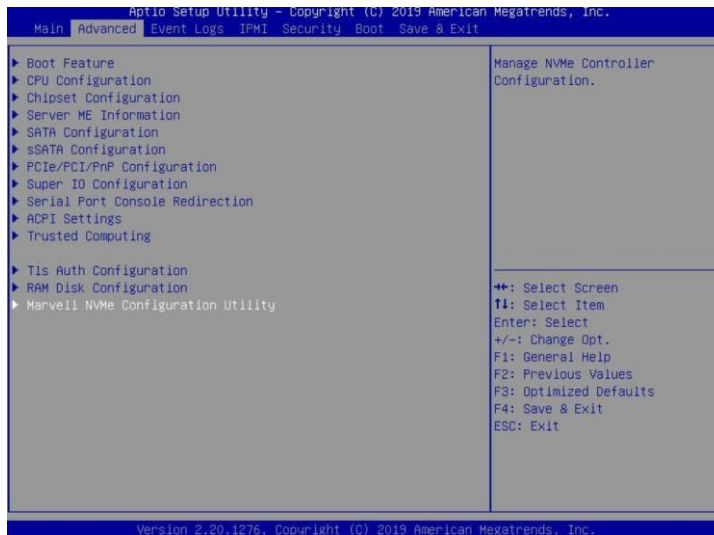 Aptio Setup Utility – Copyright (C) 2019 American Megatrends, Inc.
Main Advanced Event Logs IPMI Security Boot Save & Exit
▶ Boot Feature
▶ CPU Configuration
▶ Chipset Configuration
▶ Server ME Information
▶ SATA Configuration
▶ sSATA Configuration
▶ PCIe/PCI/PnP Configuration
▶ Super IO Configuration
▶ Serial Port Console Redirection
▶ ACPI Settings
▶ Trusted Computing
▶ Tls Auth Configuration
▶ RAM Disk Configuration
▶ Marvell NVMe Configuration Utility
Manage NVMe Controller
Configuration.
→←: Select Screen
↑↓: Select Item
Enter: Select
+/-: Change Opt.
F1: General Help
F2: Previous Values
F3: Optimized Defaults
F4: Save & Exit
ESC: Exit
Version 2.20.1276. Copyright (C) 2019 American Megatrends, Inc.